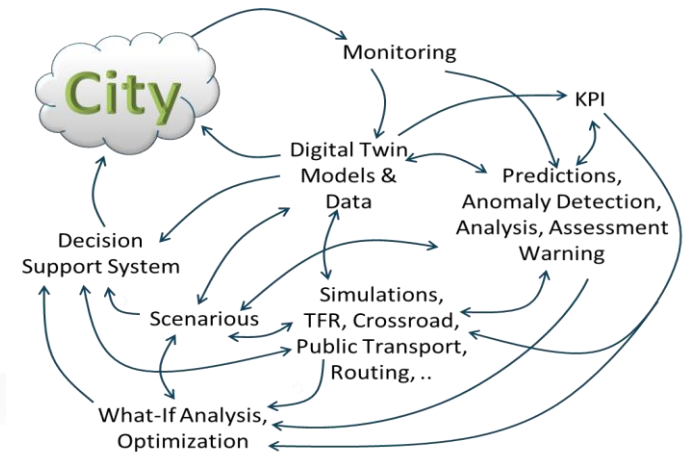 City
Monitoring
KPI
Digital Twin
Models &
Data
Predictions,
Anomaly Detection,
Analysis, Assessment
Warning
Decision
Support System
Scenarious
Simulations,
TFR, Crossroad,
Public Transport,
Routing, ..
What-If Analysis,
Optimization